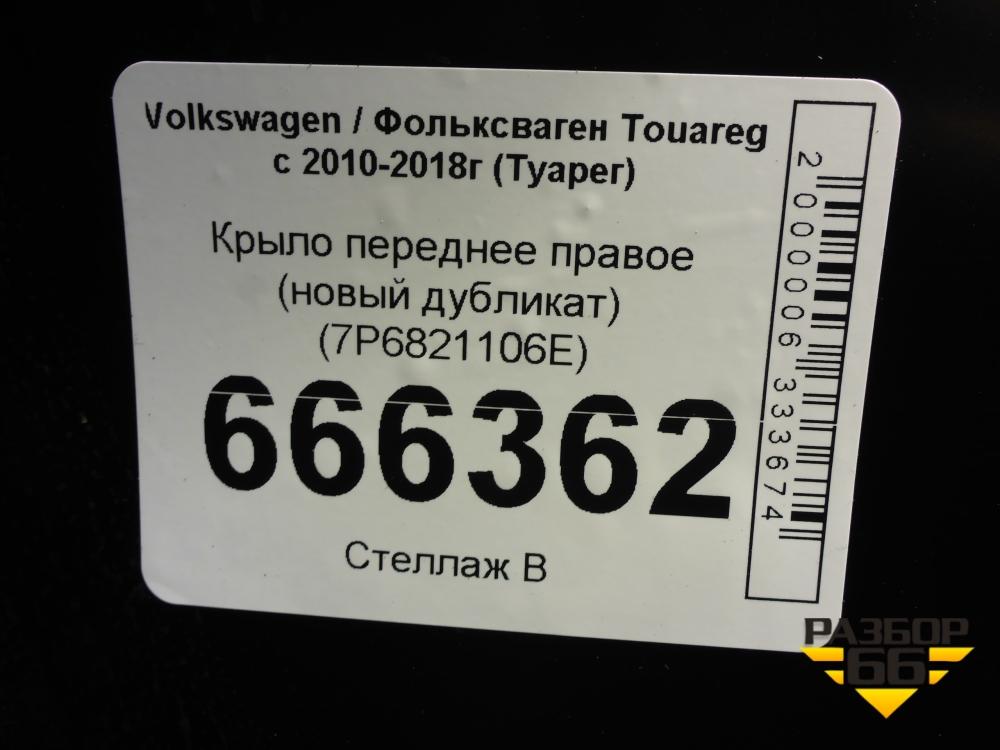 Volkswagen / Фольксваген Touareg
с 2010-2018г (Туарег)
Крыло переднее правое
(новый дубликат)
(7P6821106E)
666362
Стеллаж В
2000006333674
РАЗБОР
66